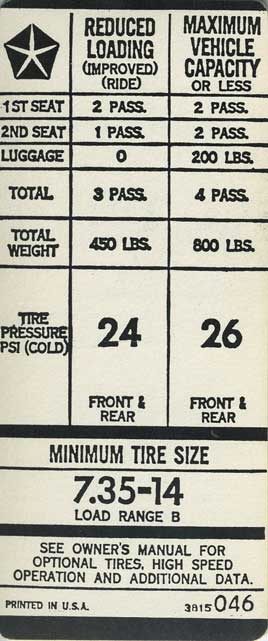 REDUCED LOADING (IMPROVED) (RIDE)
MAXIMUM VEHICLE CAPACITY OR LESS
1ST SEAT 2 PASS. 2 PASS.
2ND SEAT 1 PASS. 2 PASS.
LUGGAGE 0 200 LBS.
TOTAL 3 PASS. 4 PASS.
TOTAL WEIGHT 450 LBS. 800 LBS.
TIRE PRESSURE PSI (COLD) 24 26
FRONT & REAR FRONT & REAR
MINIMUM TIRE SIZE
7.35-14
LOAD RANGE B
SEE OWNER'S MANUAL FOR
OPTIONAL TIRES, HIGH SPEED
OPERATION AND ADDITIONAL DATA.
PRINTED IN U.S.A. 3815046